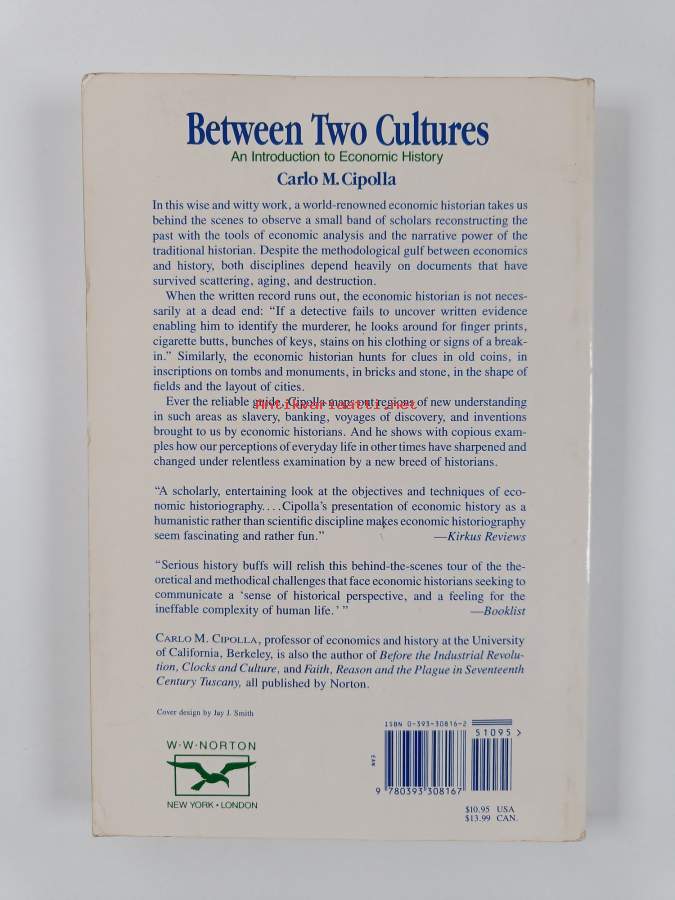 Between Two Cultures
An Introduction to Economic History
Carlo M. Cipolla
In this wise and witty work, a world-renowned economic historian takes us
behind the scenes to observe a small band of scholars reconstructing the
past with the tools of economic analysis and the narrative power of the
traditional historian. Despite the methodological gulf between economics
and history, both disciplines depend heavily on documents that have
survived scattering, aging, and destruction.
When the written record runs out, the economic historian is not neces-
sarily at a dead end: “If a detective fails to uncover written evidence
enabling him to identify the murderer, he looks around for finger prints,
cigarette butts, bunches of keys, stains on his clothing or signs of a break-
in.” Similarly, the economic historian hunts for clues in old coins, in
inscriptions on tombs and monuments, in bricks and stone, in the shape of
fields and the layout of cities.
Ever the reliable guide, Cipolla maps out regions of new understanding
Antikvariaatti.net
in such areas as slavery, banking, voyages of discovery, and inventions
brought to us by economic historians. And he shows with copious exam-
ples how our perceptions of everyday life in other times have sharpened and
changed under relentless examination by a new breed of historians.
“A scholarly, entertaining look at the objectives and techniques of eco-
nomic historiography. . . . Cipolla’s presentation of economic history as a
humanistic rather than scientific discipline makes economic historiography
seem fascinating and rather fun.” —Kirkus Reviews
“Serious history buffs will relish this behind-the-scenes tour of the the-
oretical and methodical challenges that face economic historians seeking to
communicate a ‘sense of historical perspective, and a feeling for the
ineffable complexity of human life.’ ” —Booklist
CARLO M. CIPOLLA, professor of economics and history at the University
of California, Berkeley, is also the author of Before the Industrial Revolu-
tion, Clocks and Culture, and Faith, Reason and the Plague in Seventeenth
Century Tuscany, all published by Norton.
Cover design by Jay J. Smith
W·W·NORTON
NEW YORK · LONDON
ISBN 0-393-30816-2
51095>
EAN
9 780393 308167
$10.95 USA
$13.99 CAN.